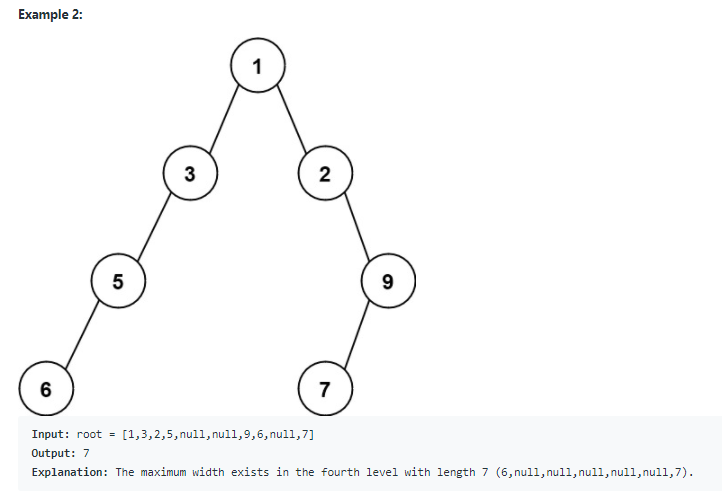 Example 2:
1
3
2
5
9
6
7
Input: root = [1,3,2,5,null,null,9,6,null,7]
Output: 7
Explanation: The maximum width exists in the fourth level with length 7 (6,null,null,null,null,null,7).